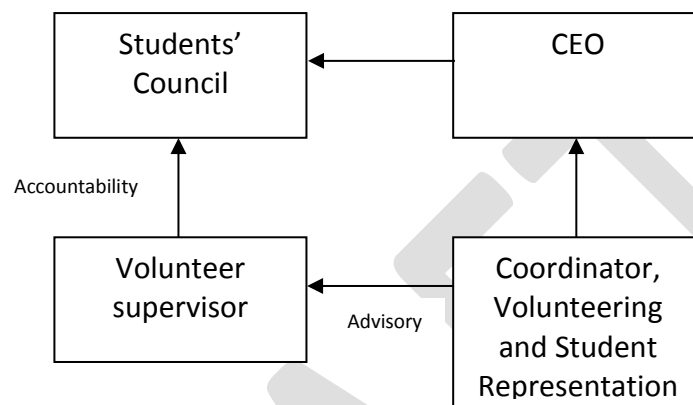 Students’
Council
CEO
Accountability
Volunteer
supervisor
Advisory
Coordinator,
Volunteering
and Student
Representation